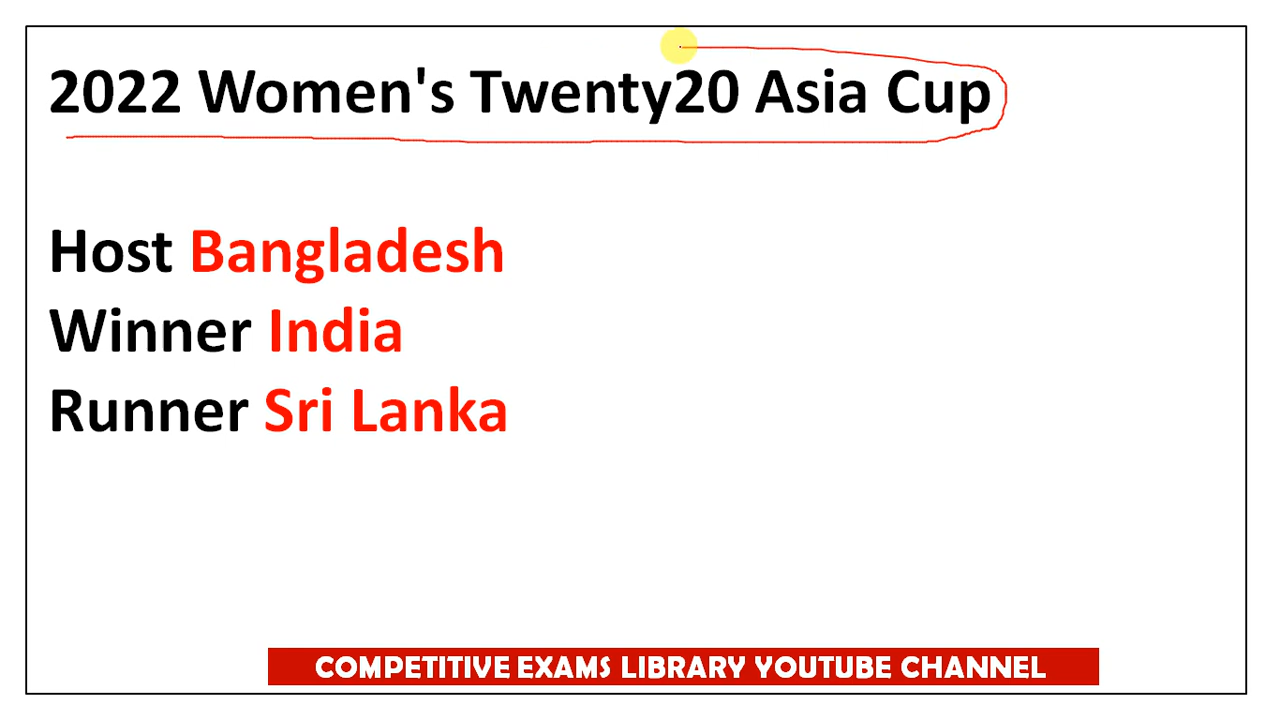 2022 Women's Twenty20 Asia Cup
Host Bangladesh
Winner India
Runner Sri Lanka
COMPETITIVE EXAMS LIBRARY YOUTUBE CHANNEL